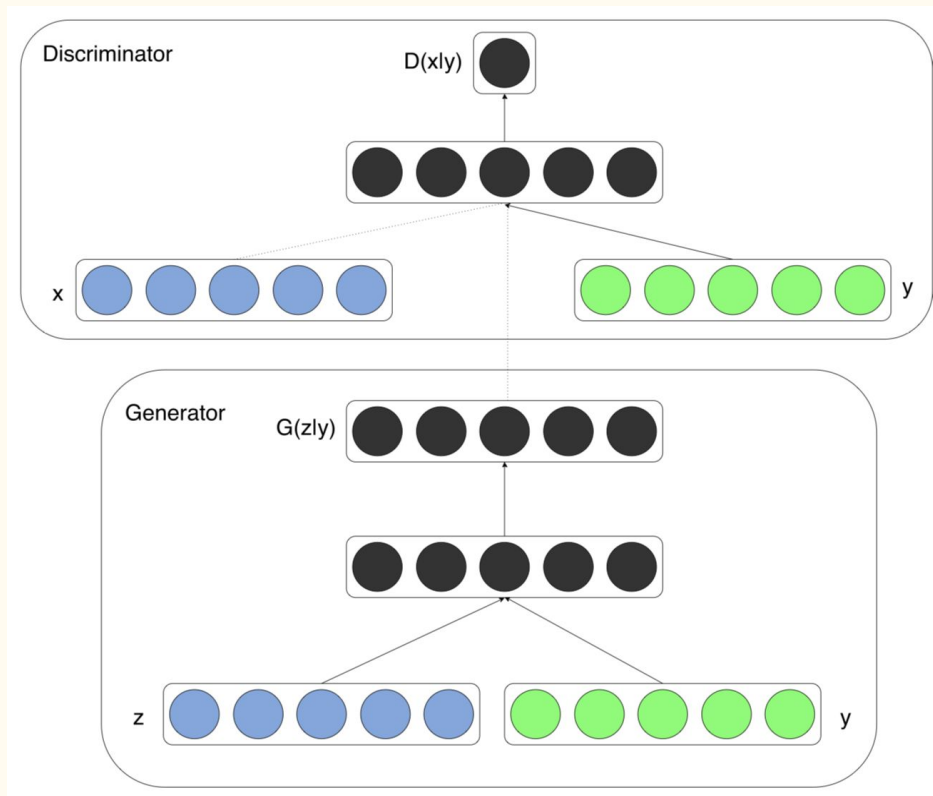 Discriminator
D(x|y)
x
y
Generator
G(z|y)
z
y